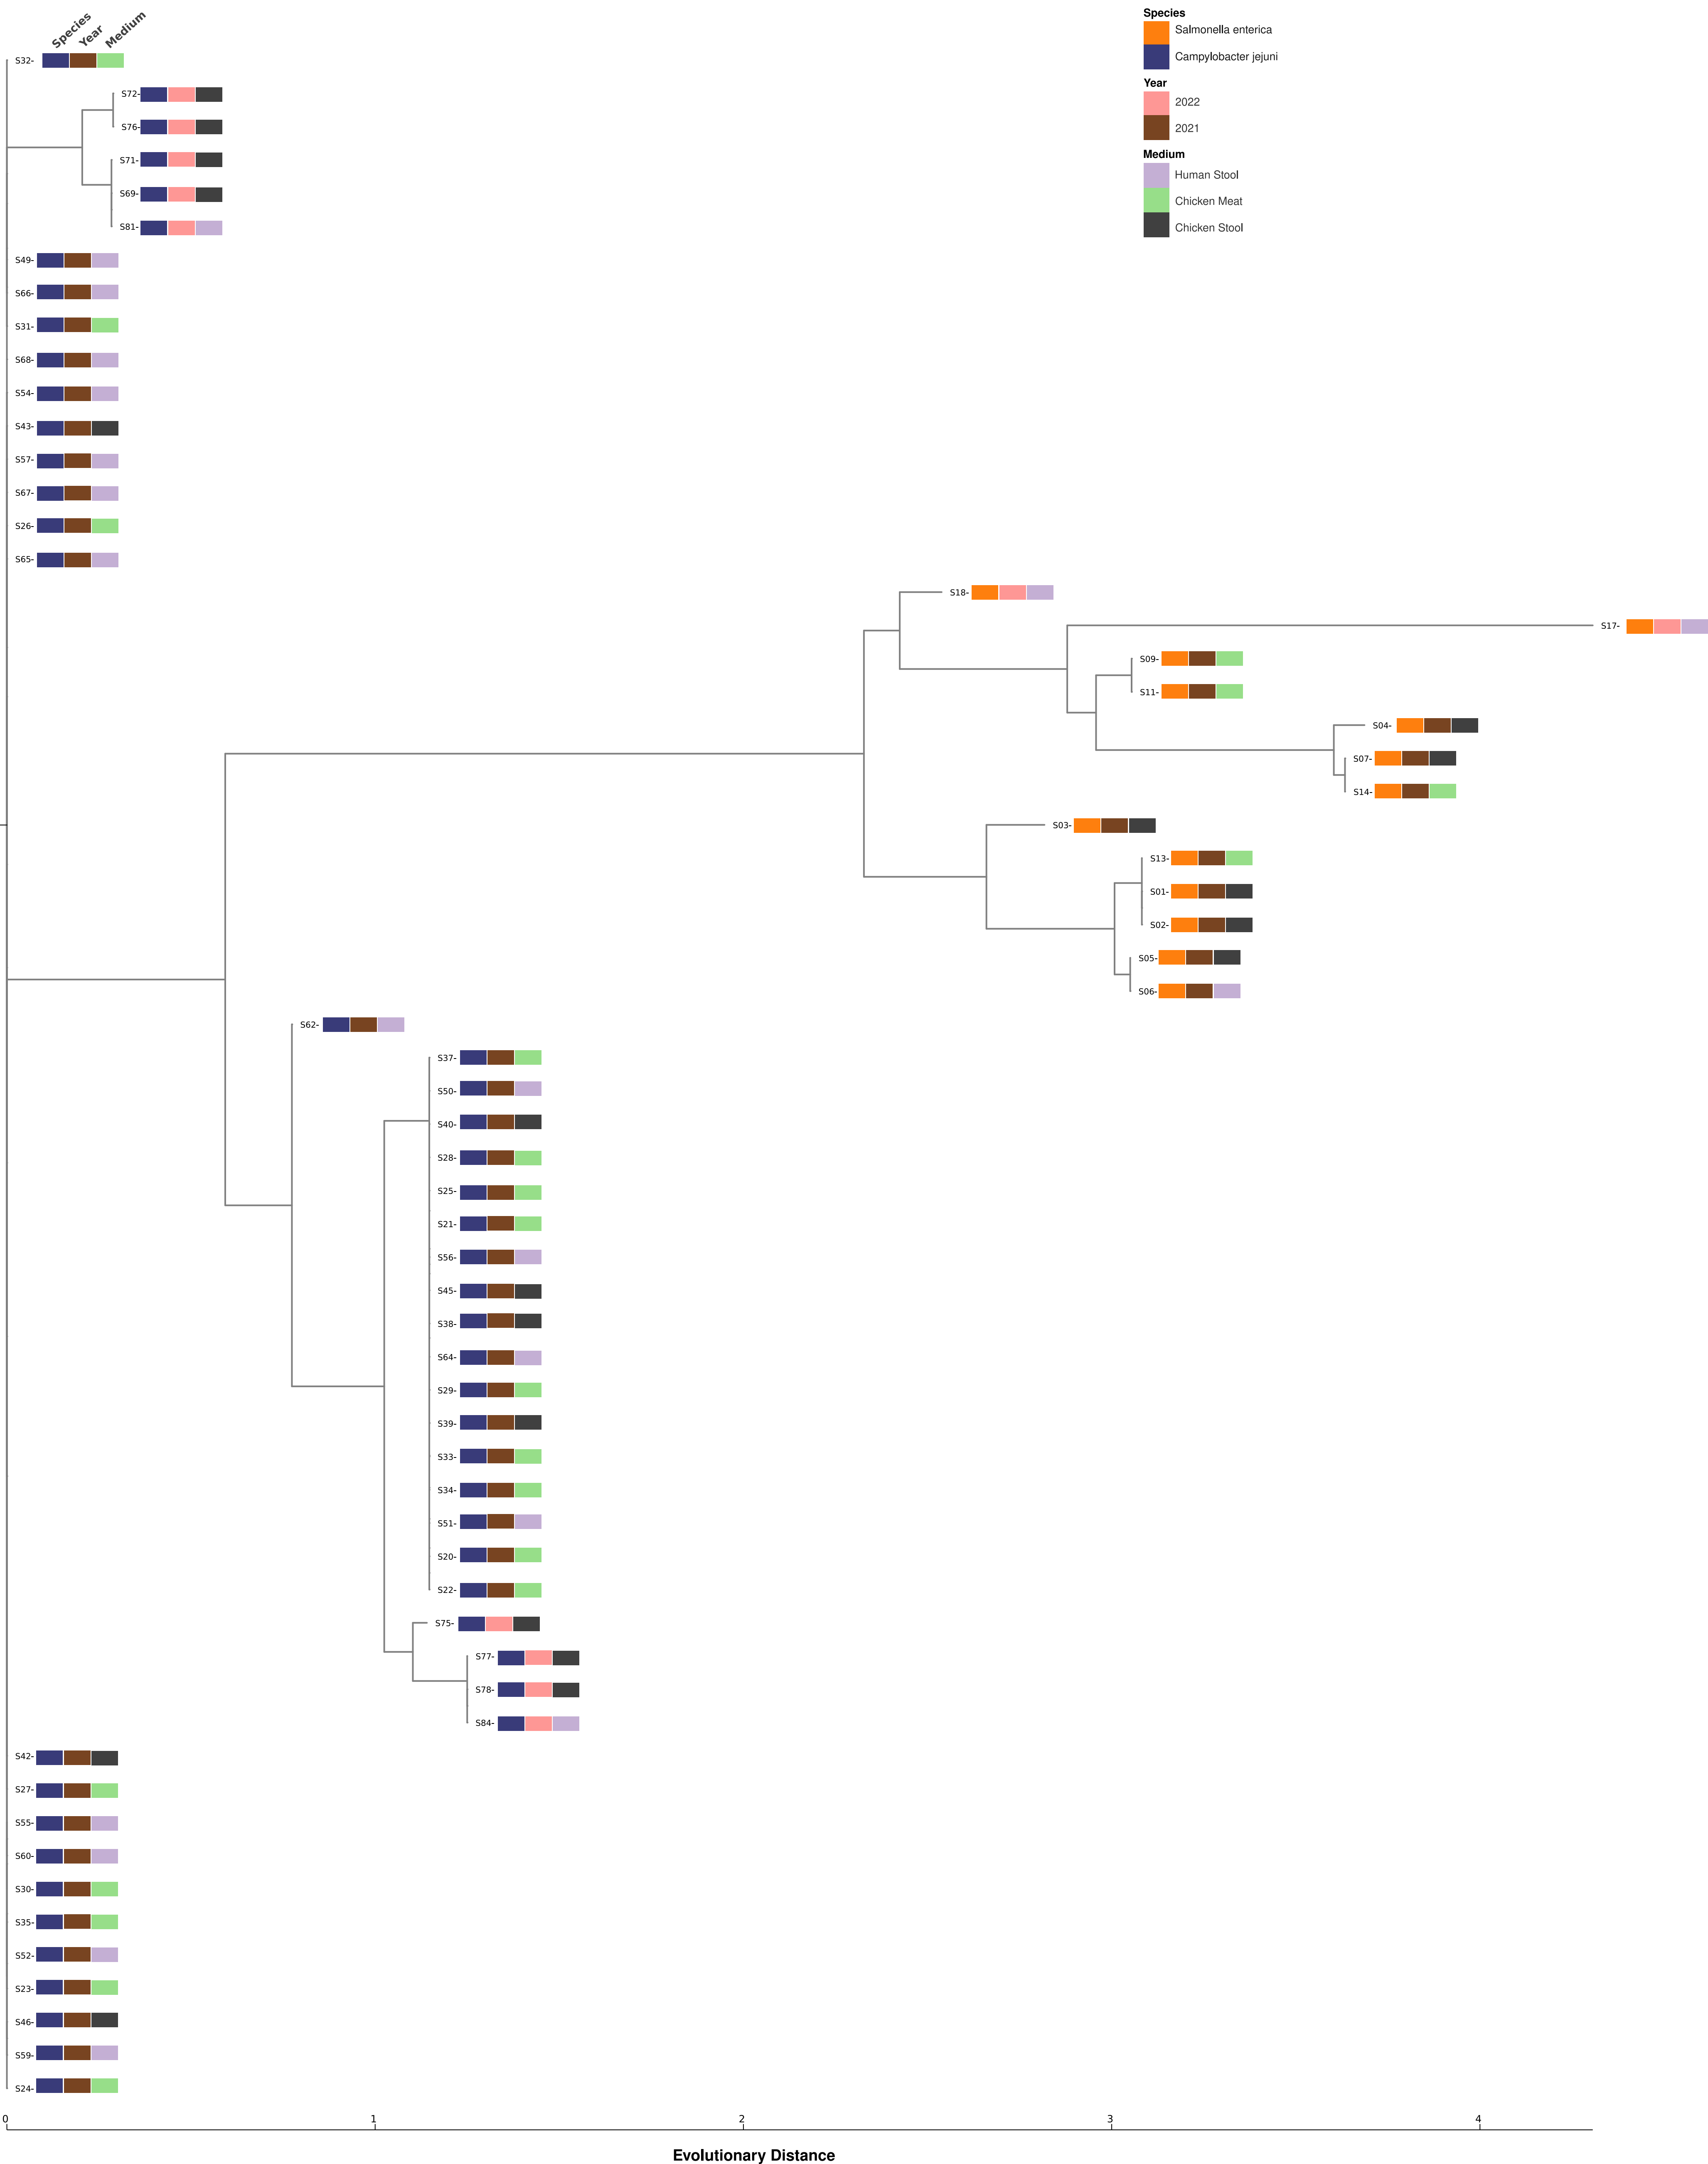 Species Year Medium
S32-
S72-
S76-
S71-
S69-
S81-
S49-
S66-
S31-
S68-
S54-
S43-
S57-
S67-
S26-
S65-
S18-
S17-
S09-
S11-
S04-
S07-
S14-
S03-
S13-
S01-
S02-
S05-
S06-
S62-
S37-
S50-
S40-
S28-
S25-
S21-
S56-
S45-
S38-
S64-
S29-
S39-
S33-
S34-
S51-
S20-
S22-
S75-
S77-
S78-
S84-
S42-
S27-
S55-
S60-
S30-
S35-
S52-
S23-
S46-
S59-
S24-
0 1 2 3 4
Evolutionary Distance
Species
Salmonella enterica
Campylobacter jejuni
Year
2022
2021
Medium
Human Stool
Chicken Meat
Chicken Stool